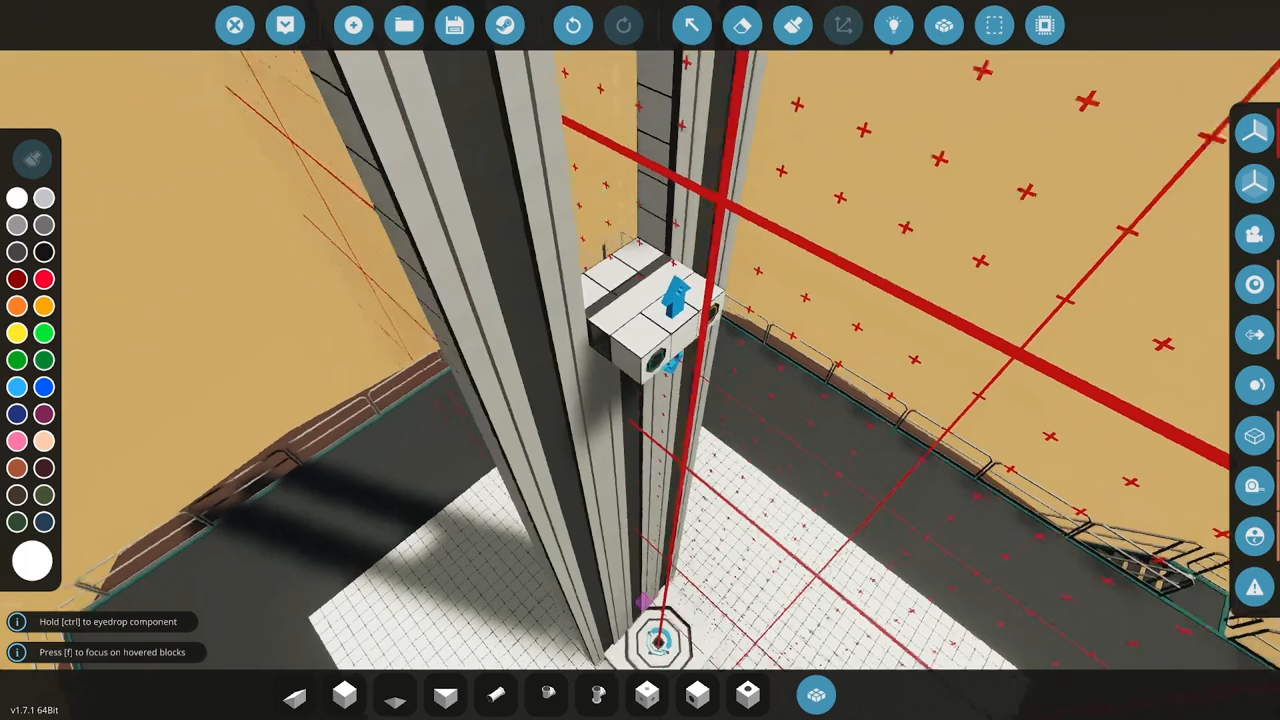 Hold [ctrl] to eyedrop component
Press [f] to focus on hovered blocks
v1.7.1 64Bit